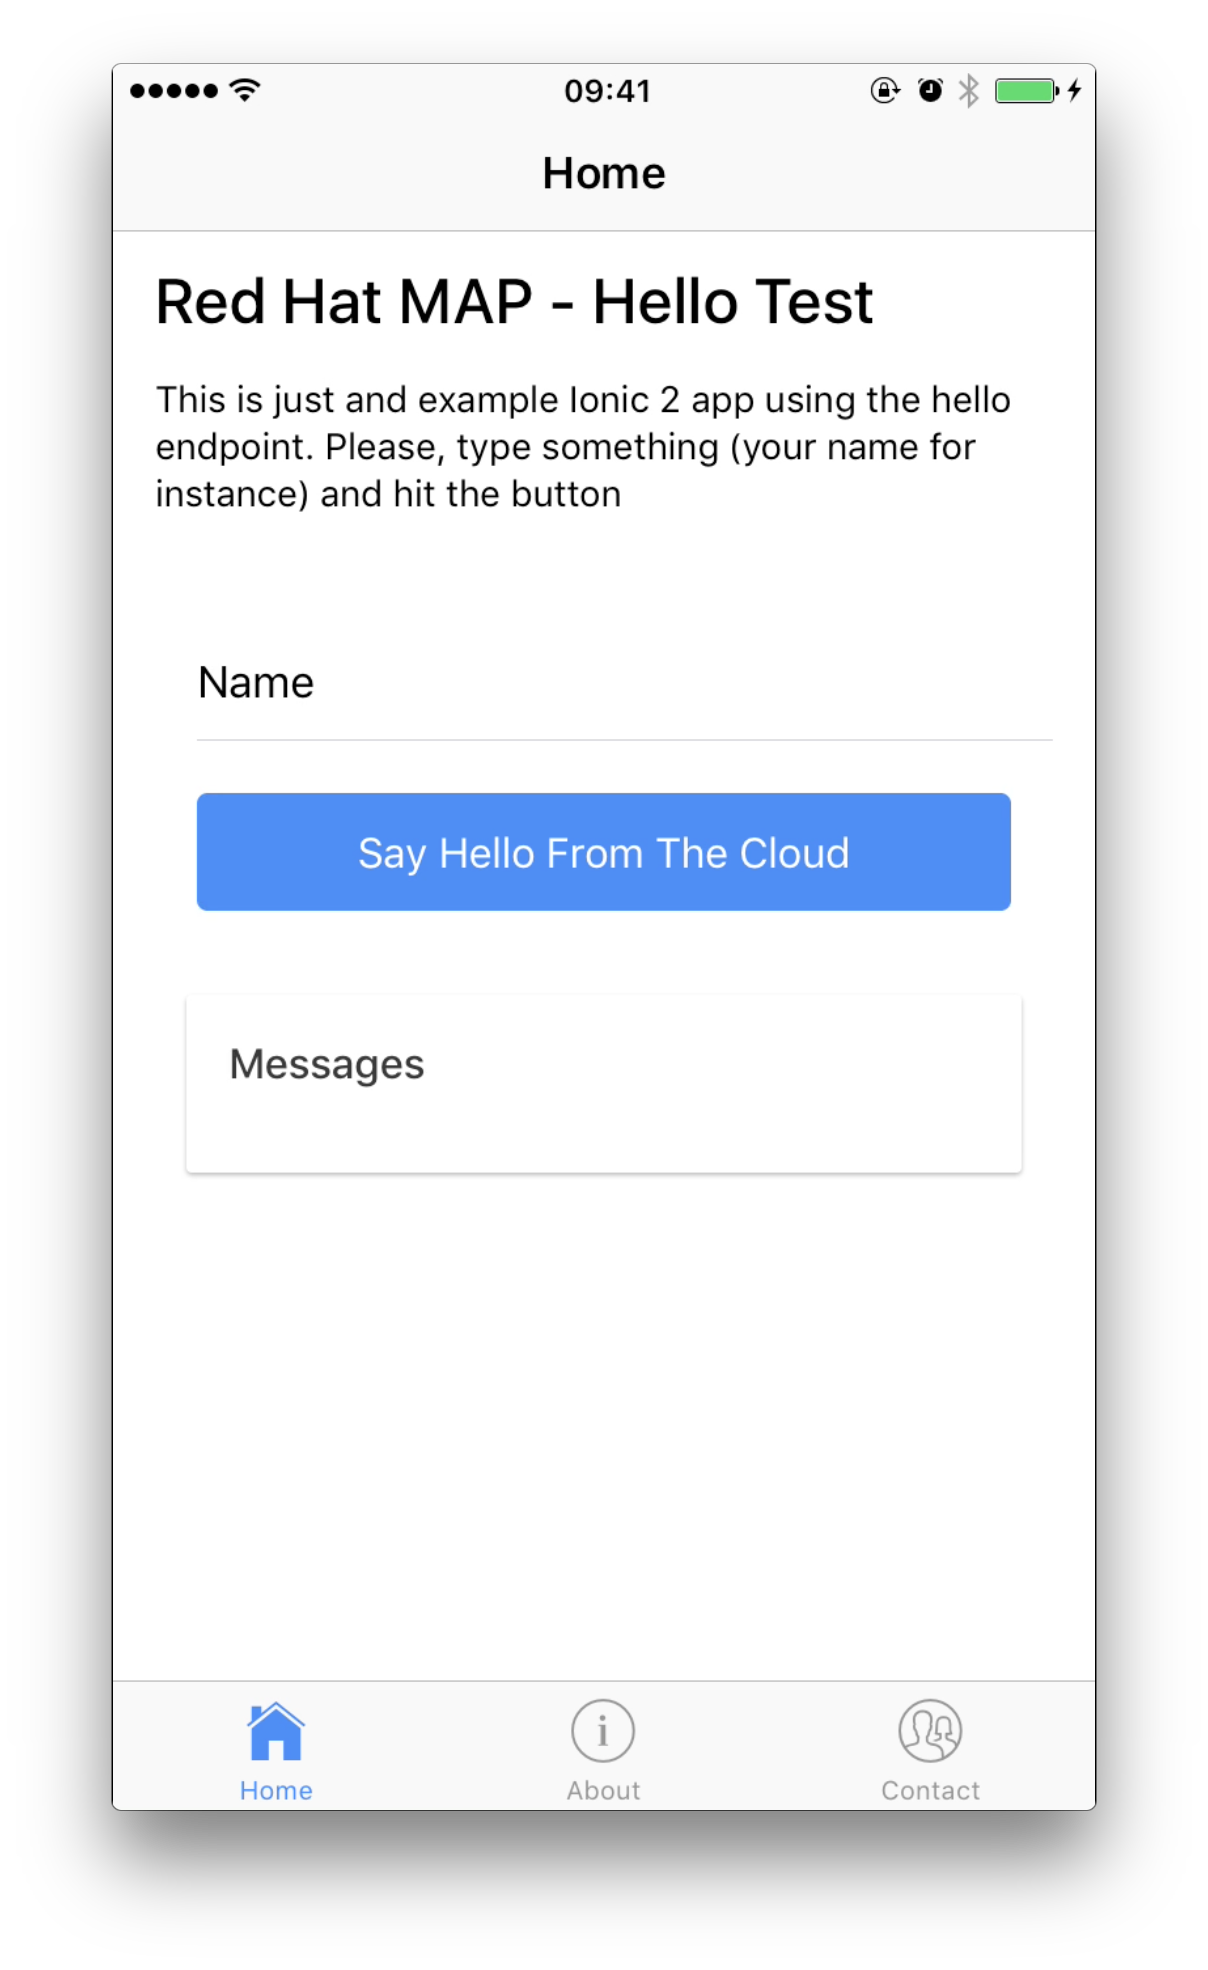 09:41
Home
Red Hat MAP - Hello Test
This is just and example Ionic 2 app using the hello
endpoint. Please, type something (your name for
instance) and hit the button
Name
Say Hello From The Cloud
Messages
Home
About
Contact